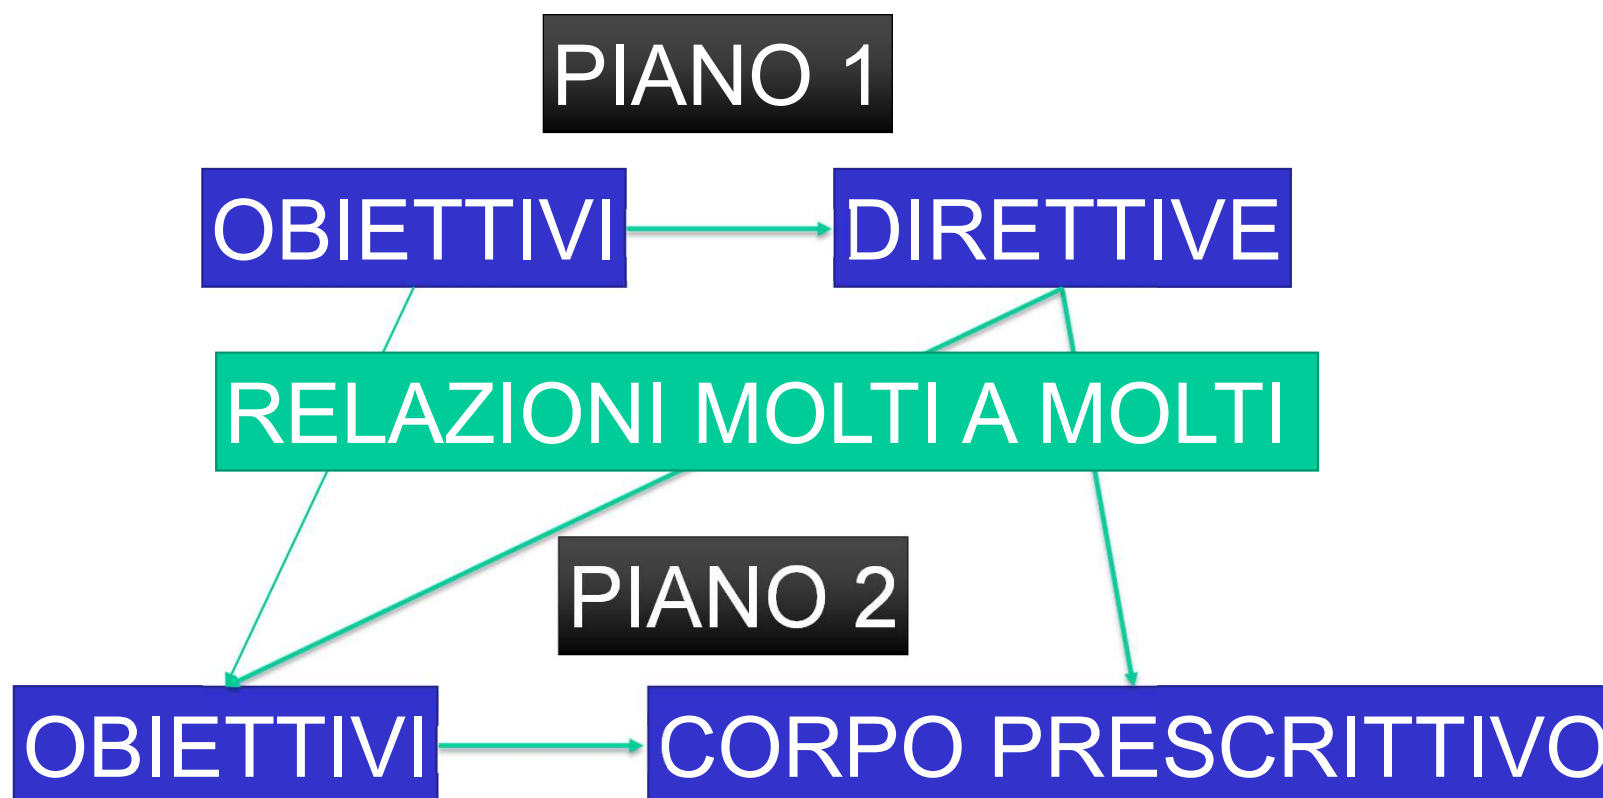 PIANO 1
OBIETTIVI
DIRETTIVE
RELAZIONI MOLTI A MOLTI
PIANO 2
OBIETTIVI
CORPO PRESCRITTIVO